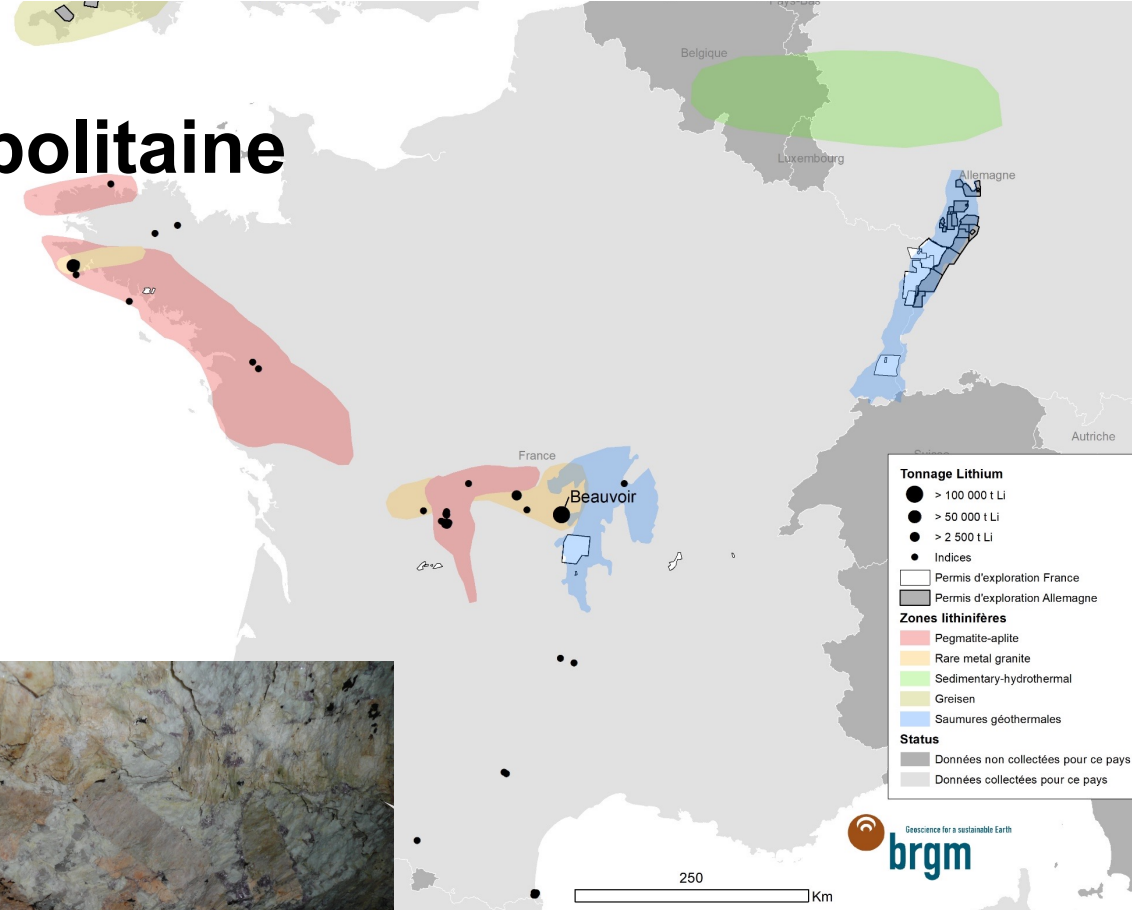 Pays-Bas
Belgique
politaine
Luxembourg
Allemagne
Autriche
France
Suisse
Beauvoir
Tonnage Lithium
> 100 000 t Li
> 50 000 t Li
> 2 500 t Li
Indices
Permis d'exploration France
Permis d'exploration Allemagne
Zones lithinifères
Pegmatite-aplite
Rare metal granite
Sedimentary-hydrothermal
Greisen
Saumures géothermales
Status
Données non collectées pour ce pays
Données collectées pour ce pays
Geoscience for a sustainable Earth
brgm
250
Km